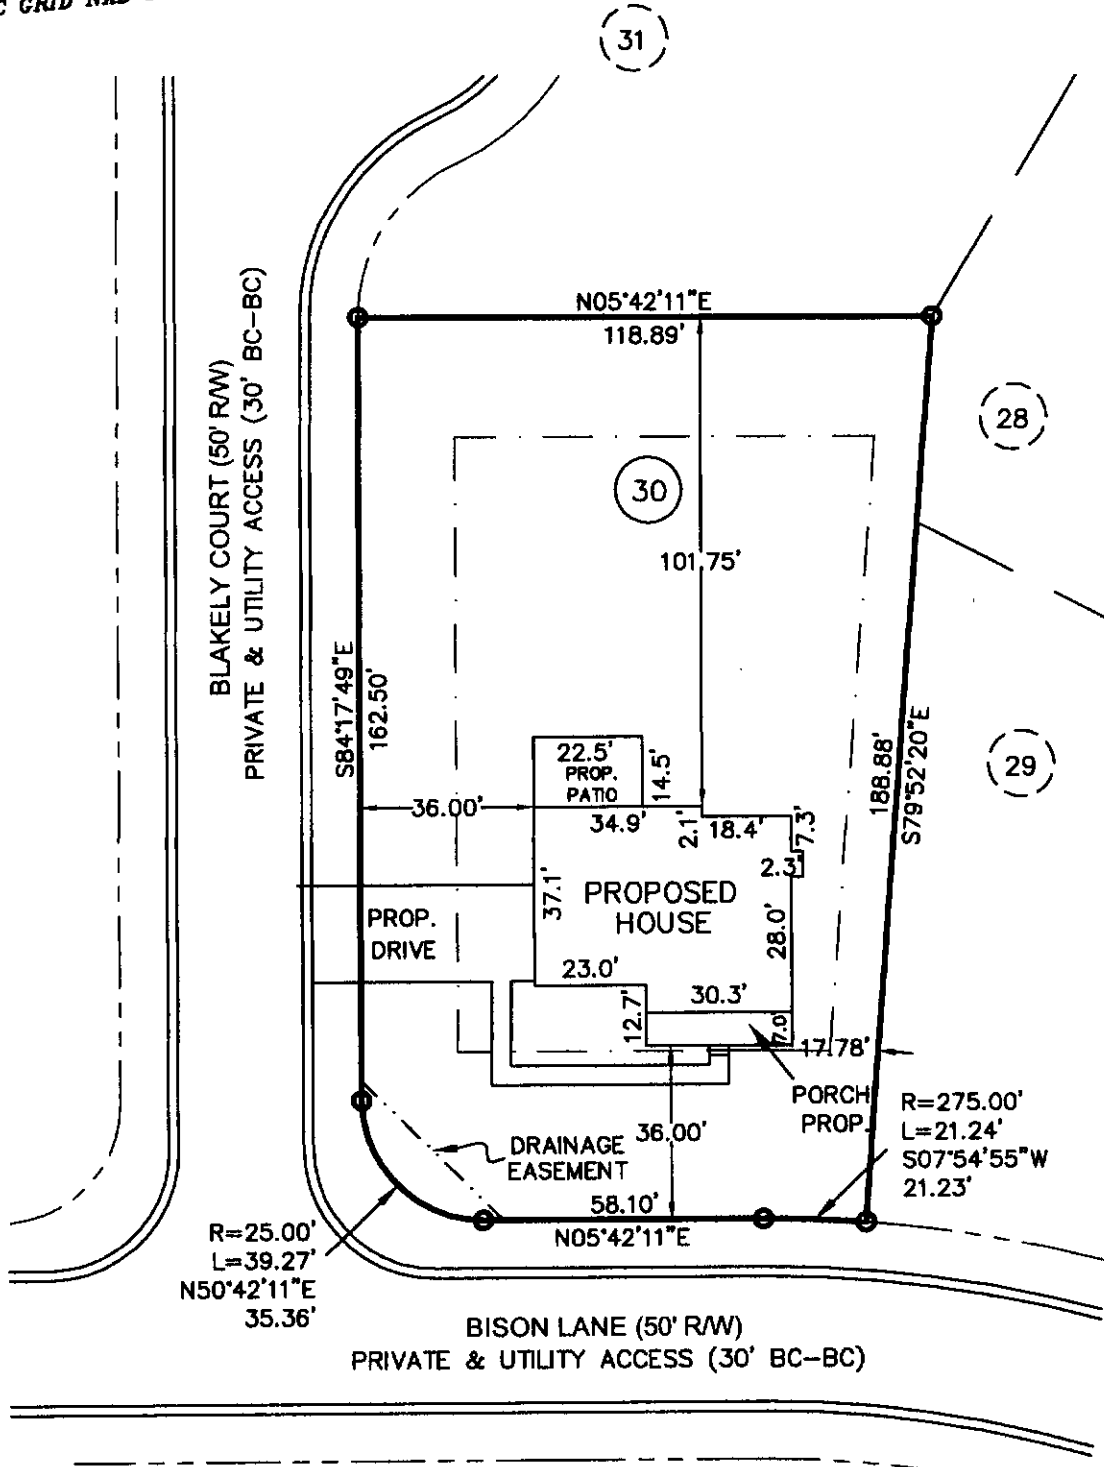 C GRID NAD
31
N05°42'11"E
118.89'
BLAKELY COURT (50' R/W)
PRIVATE & UTILITY ACCESS (30' BC-BC)
28
30
101.75'
S84°17'49"E
162.50'
188.88'
S79°52'20"E
29
22.5'
PROP.
PATIO
14.5'
36.00'
34.9'
2.1'
18.4'
7.3'
2.3'
PROPOSED
HOUSE
37.1'
28.0'
PROP.
DRIVE
23.0'
30.3'
12.7'
7.0'
17.78'
PORCH
PROP.
R=275.00'
L=21.24'
S07°54'55"W
21.23'
DRAINAGE
EASEMENT
36.00'
58.10'
N05°42'11"E
R=25.00'
L=39.27'
N50°42'11"E
35.36'
BISON LANE (50' R/W)
PRIVATE & UTILITY ACCESS (30' BC-BC)